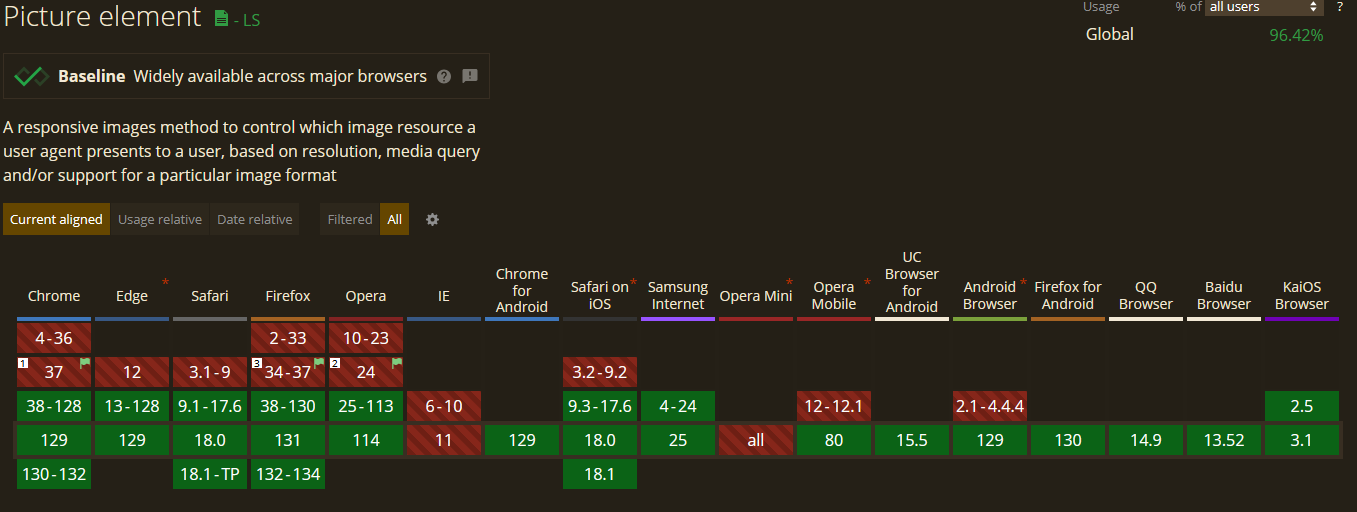 Picture element - LS
Usage % of all users ?
Global 96.42%
Baseline Widely available across major browsers ?
A responsive images method to control which image resource a
user agent presents to a user, based on resolution, media query
and/or support for a particular image format
Current aligned Usage relative Date relative Filtered All
Chrome Edge * Safari Firefox Opera IE Chrome for Android Safari on iOS * Samsung Internet Opera Mini * Opera Mobile * UC Browser for Android Android Browser * Firefox for Android QQ Browser Baidu Browser KaiOS Browser
4-36 2-33 10-23
1 37 12 3.1-9 3 34-37 2 24 3.2-9.2
38-128 13-128 9.1-17.6 38-130 25-113 6-10 9.3-17.6 4-24 12-12.1 2.1-4.4.4 2.5
129 129 18.0 131 114 11 129 18.0 25 all 80 15.5 129 130 14.9 13.52 3.1
130-132 18.1-TP 132-134 18.1